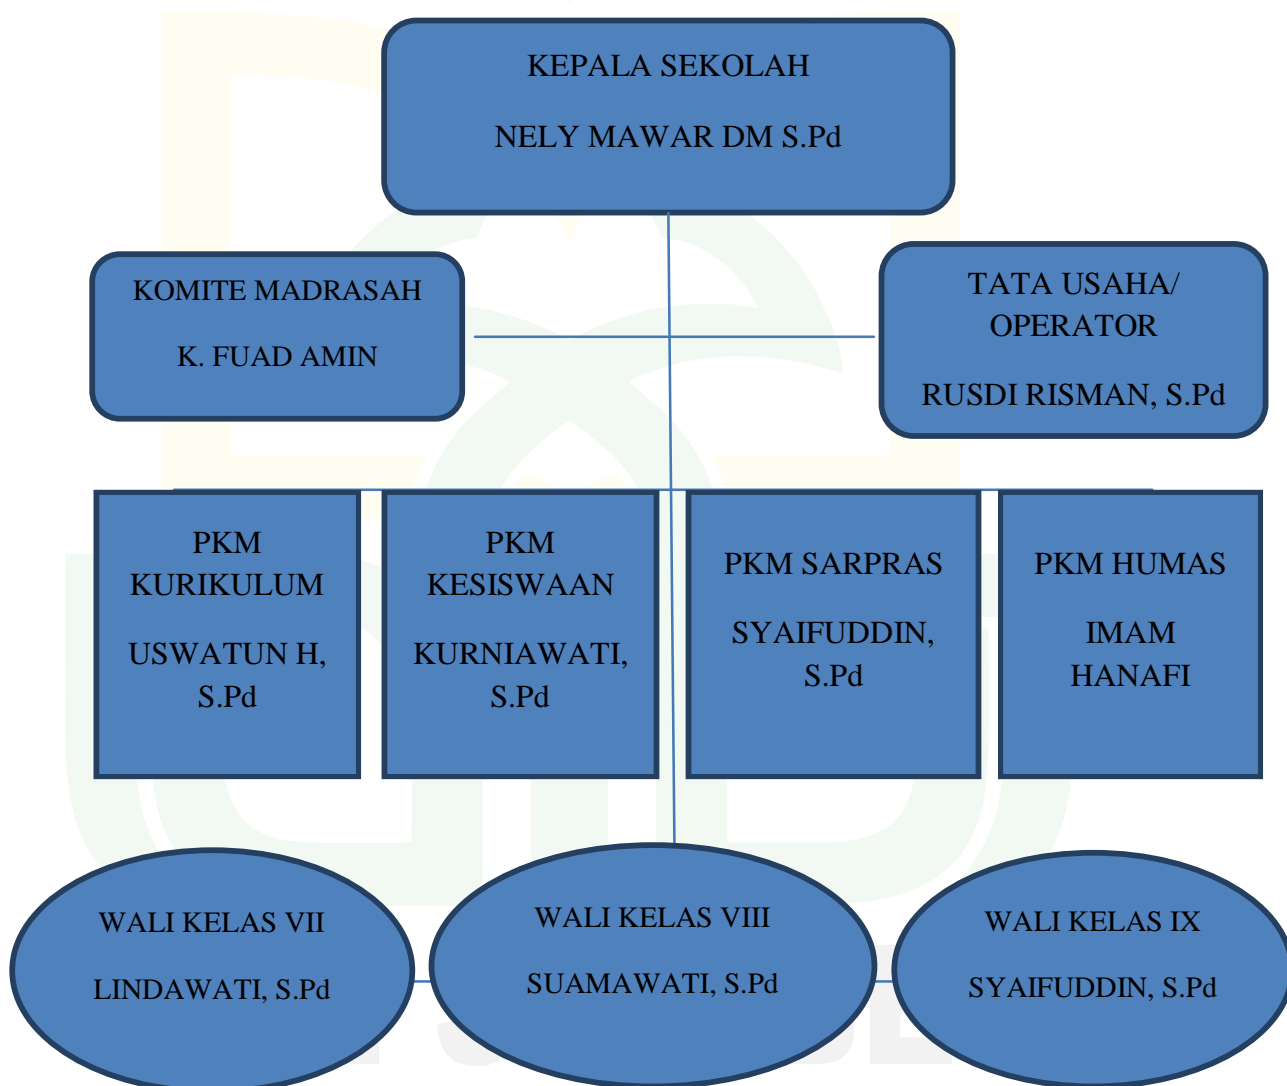 KEPALA SEKOLAH
NELY MAWAR DM S.Pd
KOMITE MADRASAH
K. FUAD AMIN
TATA USAHA/
OPERATOR
RUSDI RISMAN, S.Pd
PKM
KURIKULUM
USWATUN H,
S.Pd
PKM
KESISWAAN
KURNIAWATI,
S.Pd
PKM SARPRAS
SYAIFUDDIN,
S.Pd
PKM HUMAS
IMAM
HANAFI
WALI KELAS VII
LINDAWATI, S.Pd
WALI KELAS VIII
SUAMAWATI, S.Pd
WALI KELAS IX
SYAIFUDDIN, S.Pd